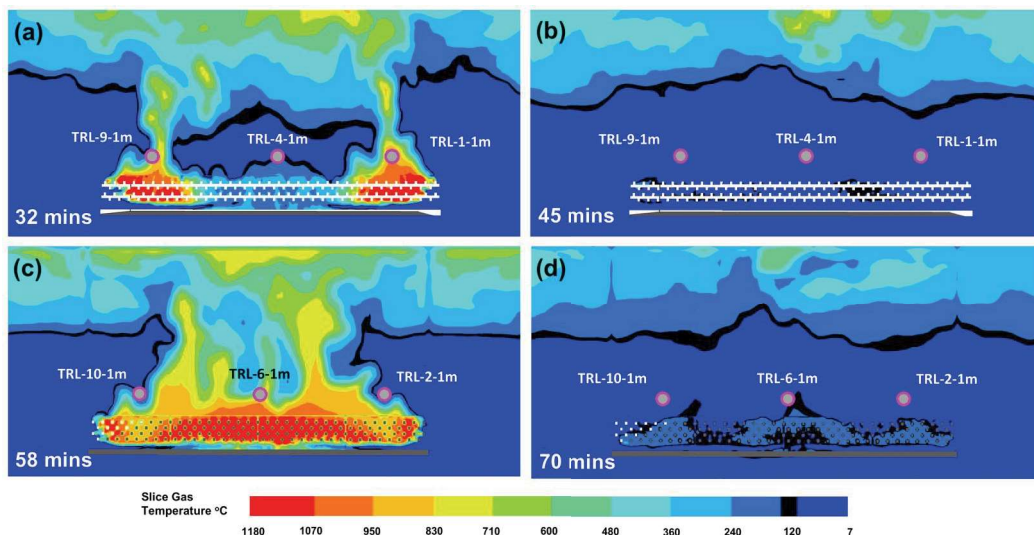 (a)
TRL-9-1m TRL-4-1m TRL-1-1m
32 mins
(b)
TRL-9-1m TRL-4-1m TRL-1-1m
45 mins
(c)
TRL-10-1m TRL-6-1m TRL-2-1m
58 mins
(d)
TRL-10-1m TRL-6-1m TRL-2-1m
70 mins
Slice Gas
Temperature °C
1180 1070 950 830 710 600 480 360 240 120 7